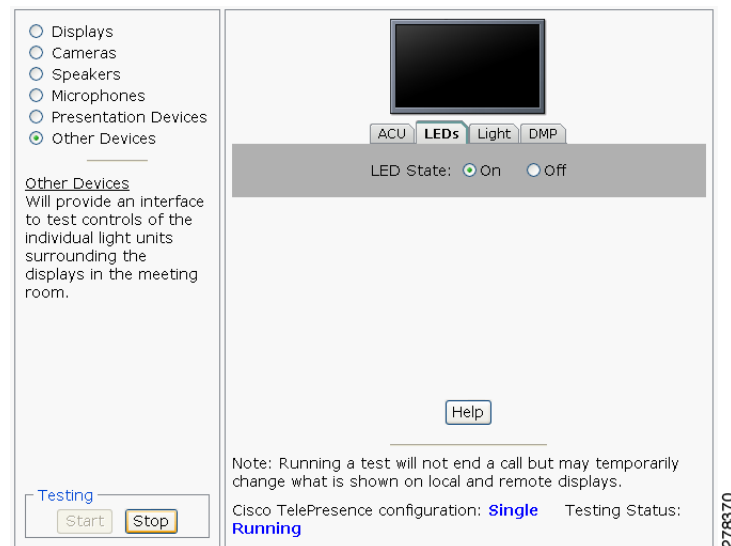 Displays
Cameras
Speakers
Microphones
Presentation Devices
Other Devices
Other Devices
Will provide an interface
to test controls of the
individual light units
surrounding the
displays in the meeting
room.
Testing
Start Stop
ACU LEDs Light DMP
LED State: On Off
Help
Note: Running a test will not end a call but may temporarily
change what is shown on local and remote displays.
Cisco TelePresence configuration: Single Testing Status:
Running
278370